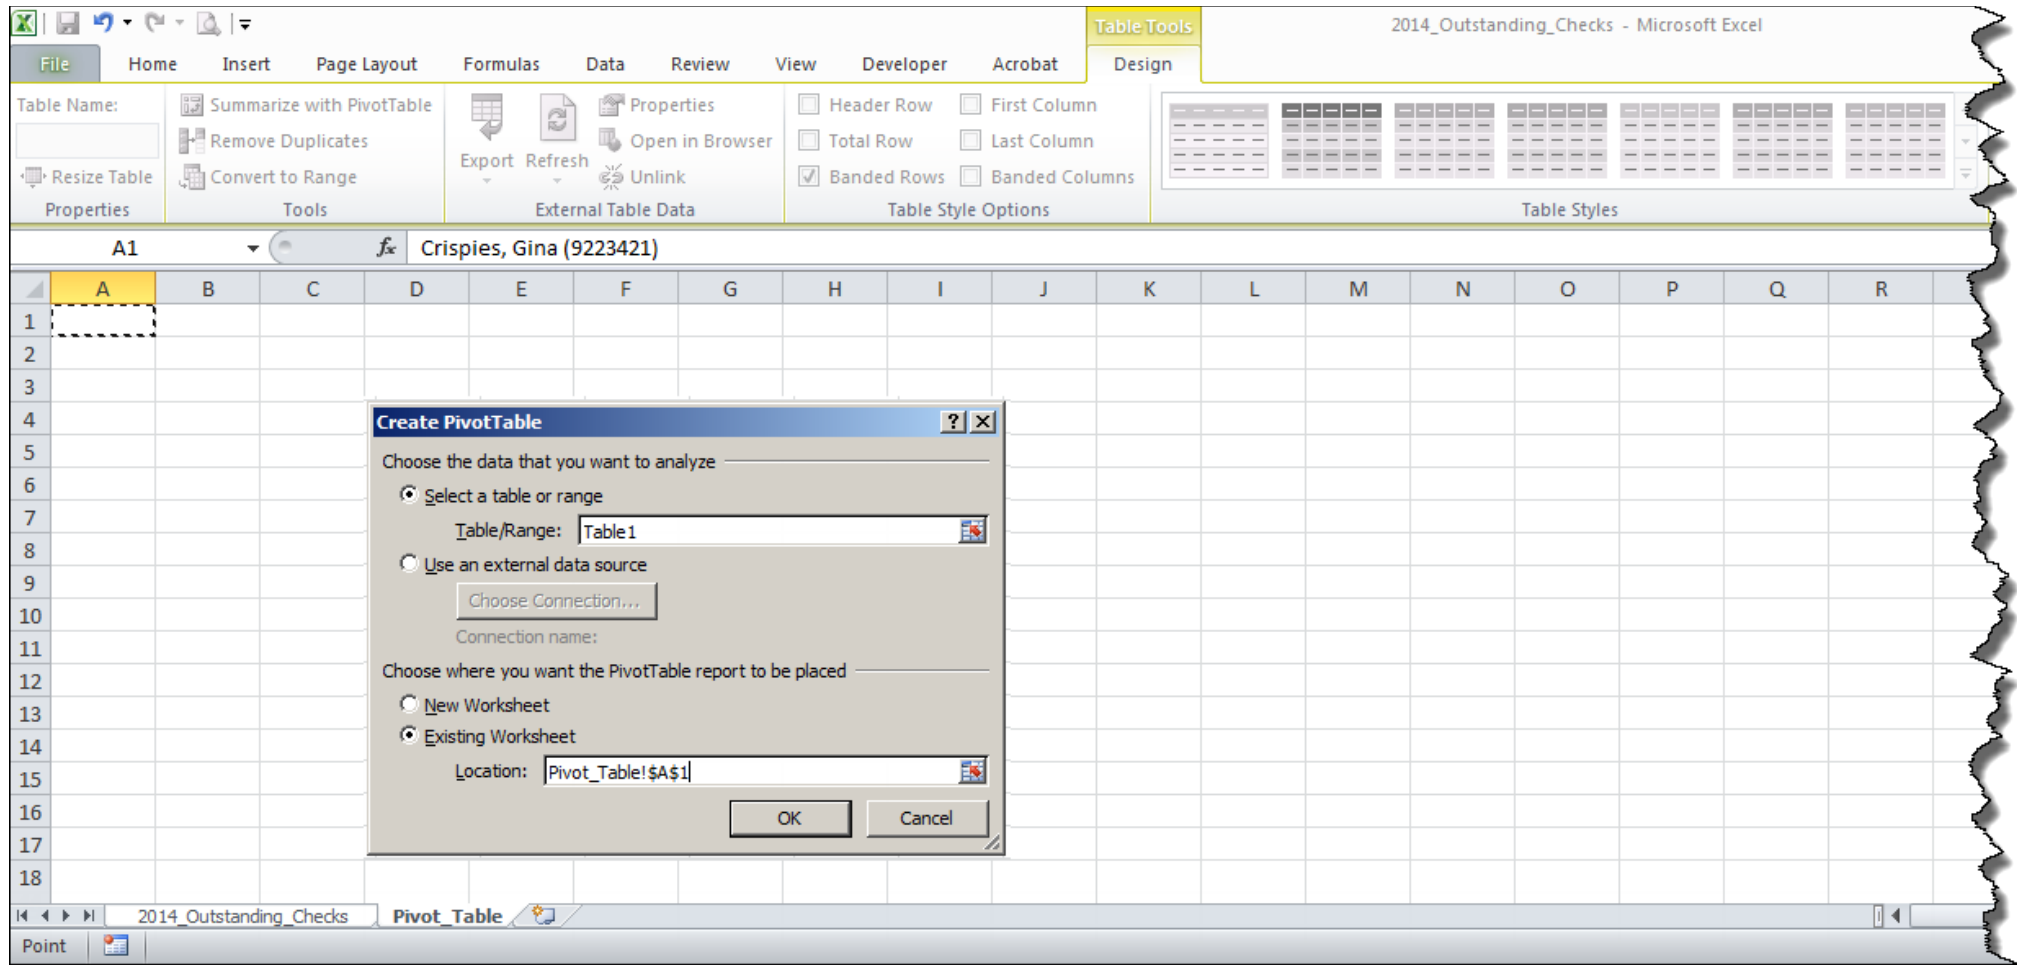 Table Tools
2014_Outstanding_Checks - Microsoft Excel
File Home Insert Page Layout Formulas Data Review View Developer Acrobat Design
Table Name: Summarize with PivotTable Properties Header Row First Column
Remove Duplicates Open in Browser Total Row Last Column
Export Refresh
Resize Table Convert to Range Unlink Banded Rows Banded Columns
Properties Tools External Table Data Table Style Options Table Styles
A1 fx Crispies, Gina (9223421)
A B C D E F G H I J K L M N O P Q R
1
2
3
4
Create PivotTable ? X
5
Choose the data that you want to analyze
6
Select a table or range
7
Table/Range: Table1
8
Use an external data source
9
Choose Connection...
10
Connection name:
11
Choose where you want the PivotTable report to be placed
12
New Worksheet
13
Existing Worksheet
14
Location: Pivot_Table!$A$1
15
16
OK Cancel
17
18
2014_Outstanding_Checks Pivot_Table
Point